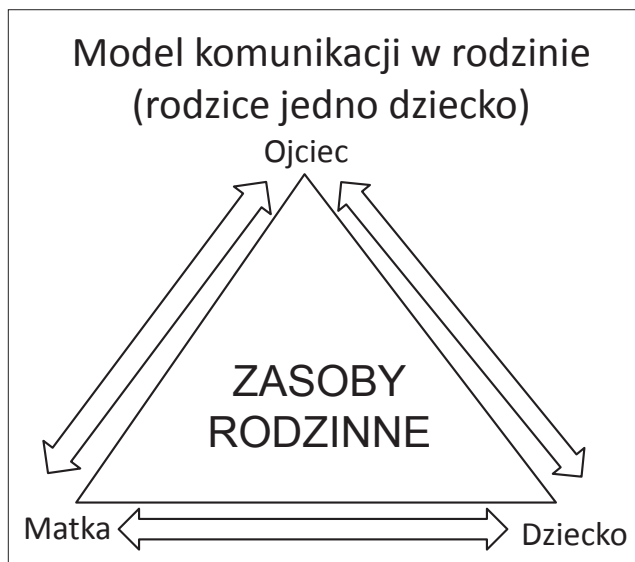 Model komunikacji w rodzinie
(rodzice jedno dziecko)
Ojciec
ZASOBY
RODZINNE
Matka
Dziecko